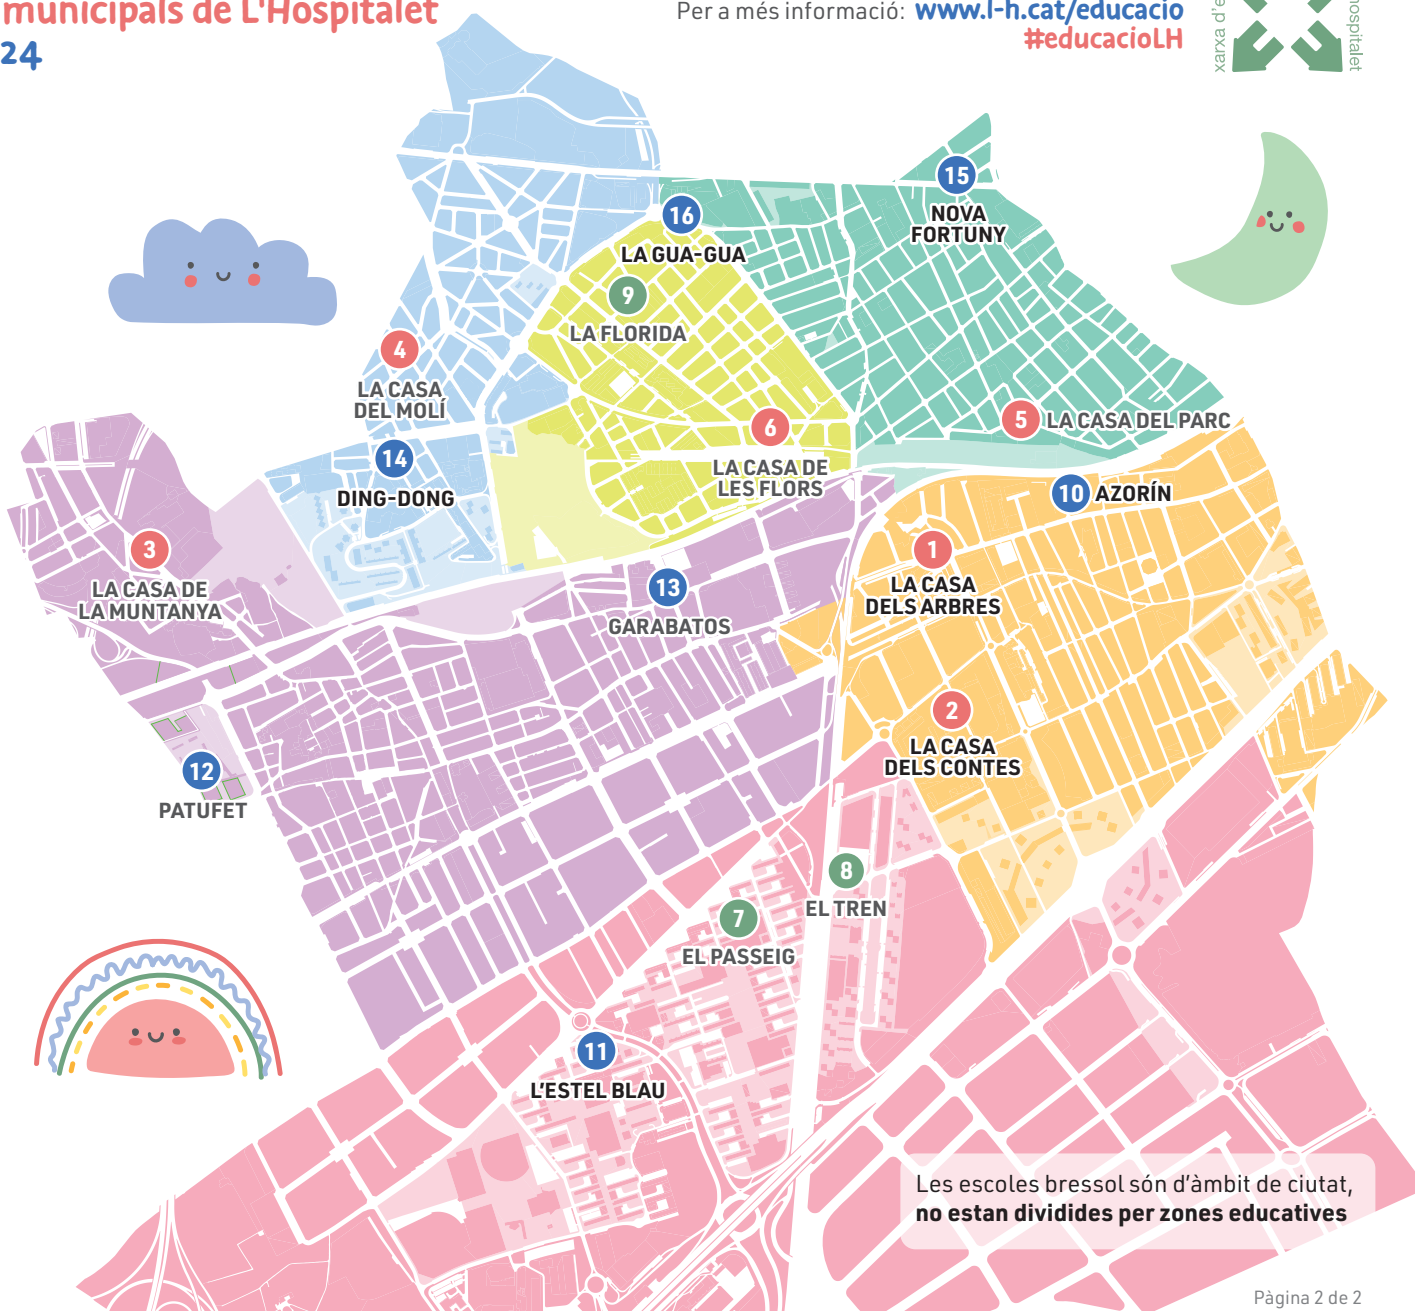 municipals de L'Hospitalet
24
Per a més informació: www.l-h.cat/educacio
#educacioLH
xarxa d'e
hospitalet
15
NOVA
FORTUNY
16
LA GUA-GUA
9
LA FLORIDA
4
LA CASA
DEL MOLÍ
6
LA CASA DE
LES FLORS
5 LA CASA DEL PARC
14
DING-DONG
10 AZORÍN
3
LA CASA DE
LA MUNTANYA
1
LA CASA
DELS ARBRES
13
GARABATOS
2
LA CASA
DELS CONTES
12
PATUFET
8
EL TREN
7
EL PASSEIG
11
L'ESTEL BLAU
Les escoles bressol són d'àmbit de ciutat,
no estan dividides per zones educatives
Pàgina 2 de 2